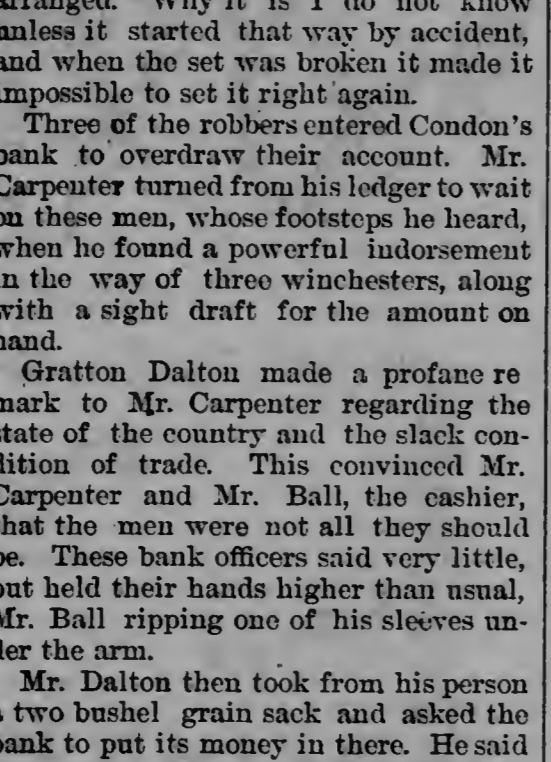 arranged. Why it is I do not know
unless it started that way by accident,
and when the set was broken it made it
impossible to set it right again.
Three of the robbers entered Condon's
bank to overdraw their account. Mr.
Carpenter turned from his ledger to wait
on these men, whose footsteps he heard,
when he found a powerful indorsement
in the way of three winchesters, along
with a sight draft for the amount on
hand.
Gratton Dalton made a profane re
mark to Mr. Carpenter regarding the
state of the country and the slack con-
dition of trade. This convinced Mr.
Carpenter and Mr. Ball, the cashier,
that the men were not all they should
be. These bank officers said very little,
but held their hands higher than usual,
Mr. Ball ripping one of his sleeves un-
der the arm.
Mr. Dalton then took from his person
a two bushel grain sack and asked the
bank to put its money in there. He said